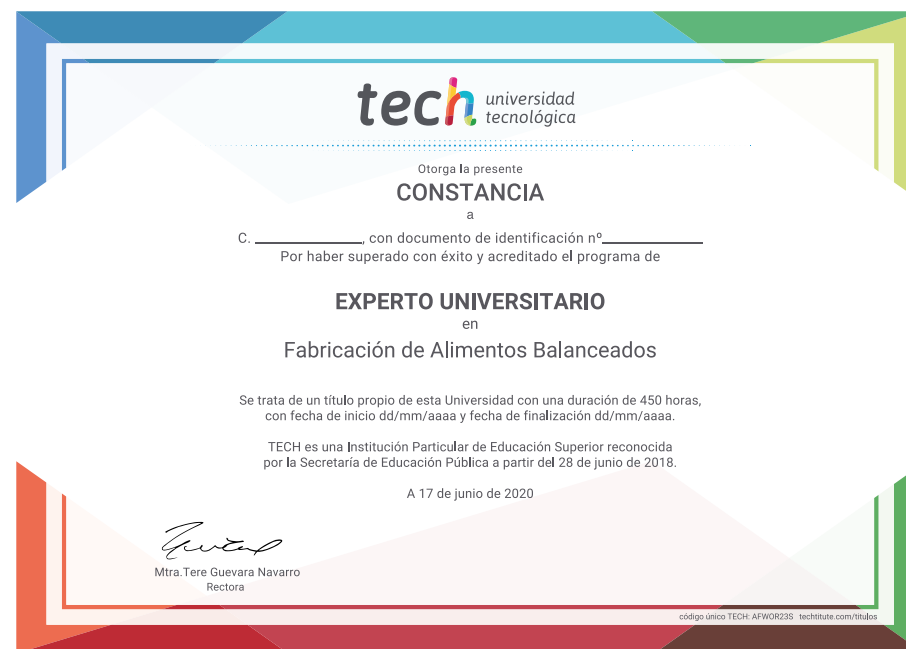 tech universidad
tecnológica
Otorga la presente
CONSTANCIA
a
C. ____________, con documento de identificación nº____________
Por haber superado con éxito y acreditado el programa de
EXPERTO UNIVERSITARIO
en
Fabricación de Alimentos Balanceados
Se trata de un título propio de esta Universidad con una duración de 450 horas,
con fecha de inicio dd/mm/aaaa y fecha de finalización dd/mm/aaaa.
TECH es una Institución Particular de Educación Superior reconocida
por la Secretaría de Educación Pública a partir del 28 de junio de 2018.
A 17 de junio de 2020
Mtra.Tere Guevara Navarro
Rectora
código único TECH: AFWOR23S techtitute.com/titulos